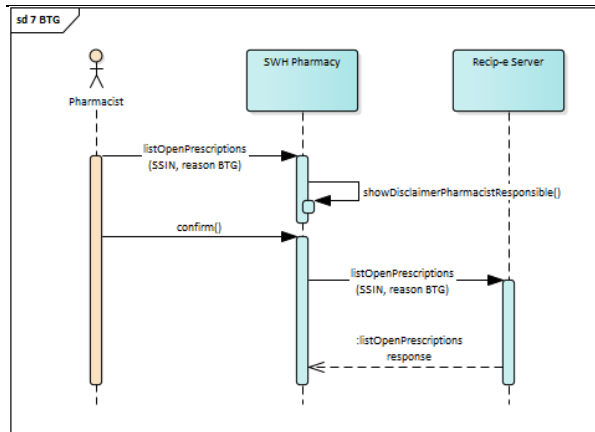 sd 7 BTG
SWH Pharmacy
Recip-e Server
Pharmacist
listOpenPrescriptions
(SSIN, reason BTG)
showDisclaimerPharmacistResponsible()
confirm()
listOpenPrescriptions
(SSIN, reason BTG)
:listOpenPrescriptions
response